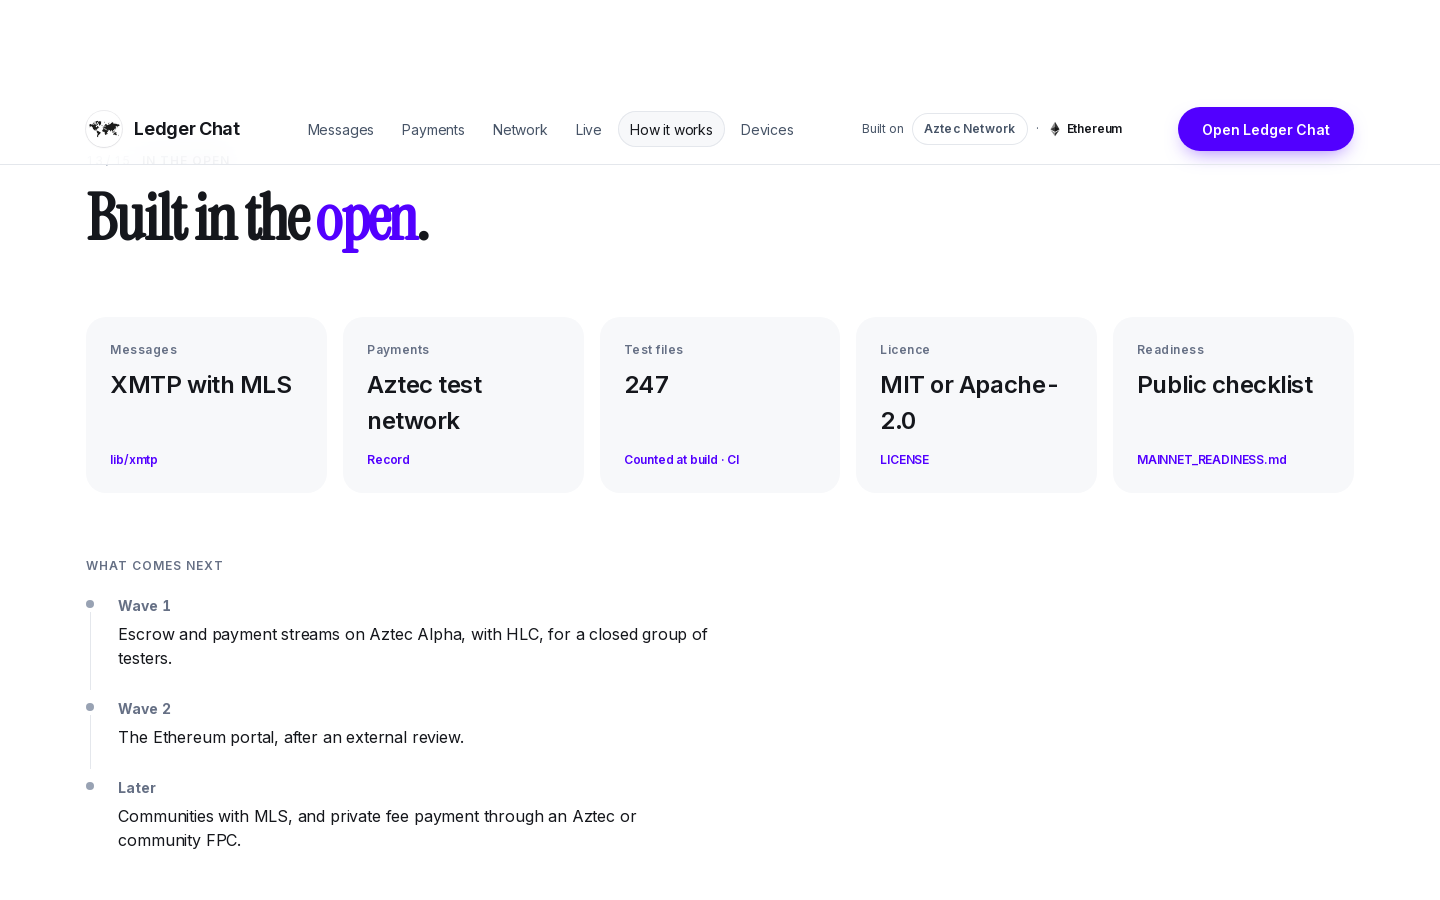 Ledger Chat
Messages
Payments
Network
Live
How it works
Devices
Built on
Aztec Network
·
Ethereum
Open Ledger Chat
IN THE OPEN
Built in the open.
Messages
XMTP with MLS
lib/xmtp
Payments
Aztec test
network
Record
Test files
247
Counted at build · CI
Licence
MIT or Apache-
2.0
LICENSE
Readiness
Public checklist
MAINNET_READINESS.md
WHAT COMES NEXT
Wave 1
Escrow and payment streams on Aztec Alpha, with HLC, for a closed group of
testers.
Wave 2
The Ethereum portal, after an external review.
Later
Communities with MLS, and private fee payment through an Aztec or
community FPC.